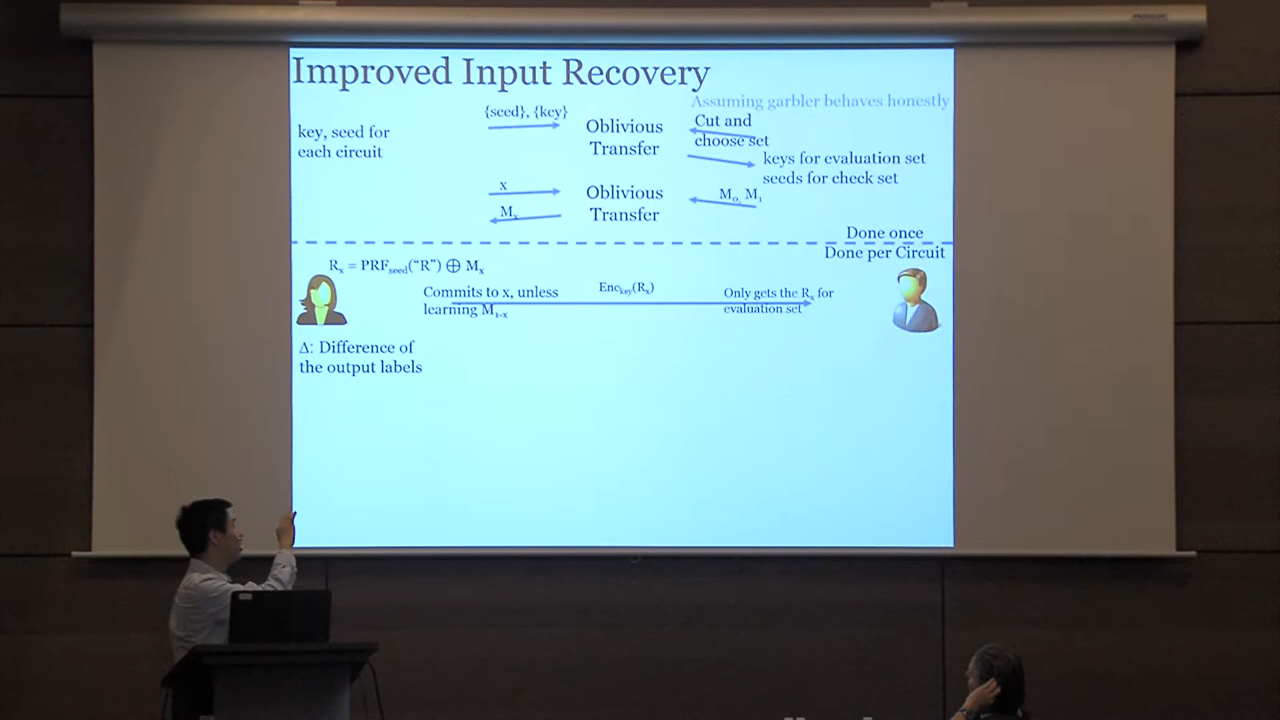 Improved Input Recovery
Assuming garbler behaves honestly
key, seed for
each circuit
{seed}, {key}
Oblivious
Transfer
Cut and
choose set
keys for evaluation set
seeds for check set
x
Mₓ
Oblivious
Transfer
M₀, M₁
Done once
Done per Circuit
Rₓ = PRFseed(“R”) ⊕ Mₓ
Commits to x, unless
learning M₁₋ₓ
Enckey(Rₓ)
Only gets the Rₓ for
evaluation set
Δ: Difference of
the output labels